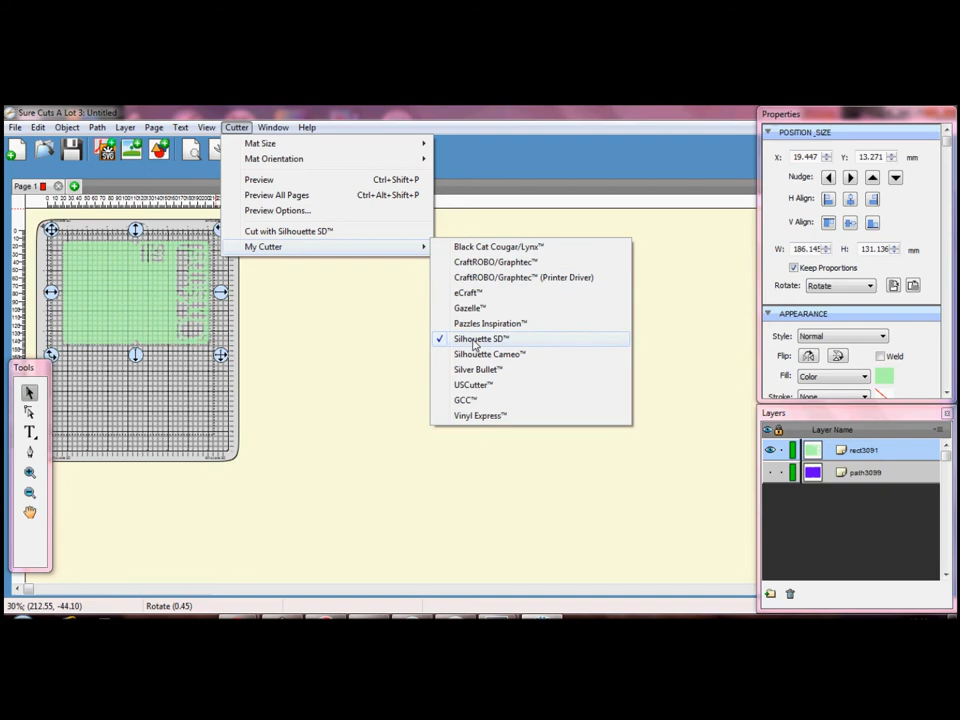 Sure Cuts A Lot 3: Untitled
File Edit Object Path Layer Page Text View Cutter Window Help
Page 1
Mat Size
Mat Orientation
Preview Ctrl+Shift+P
Preview All Pages Ctrl+Alt+Shift+P
Preview Options...
Cut with Silhouette SD™
My Cutter
Black Cat Cougar/Lynx™
CraftROBO/Graphtec™
CraftROBO/Graphtec™ (Printer Driver)
eCraft™
Gazelle™
Pazzles Inspiration™
Silhouette SD™
Silhouette Cameo™
Silver Bullet™
USCutter™
GCC™
Vinyl Express™
Tools
T
Properties
POSITION_SIZE
X: 19.447 Y: 13.271 mm
Nudge:
H Align:
V Align:
W: 186.145 H: 131.136 mm
Keep Proportions
Rotate: Rotate
APPEARANCE
Style: Normal
Flip: Weld
Fill: Color
Stroke: None
Layers
Layer Name
rect3091
path3099
30%; (212.55, -44.10) Rotate (0.45)